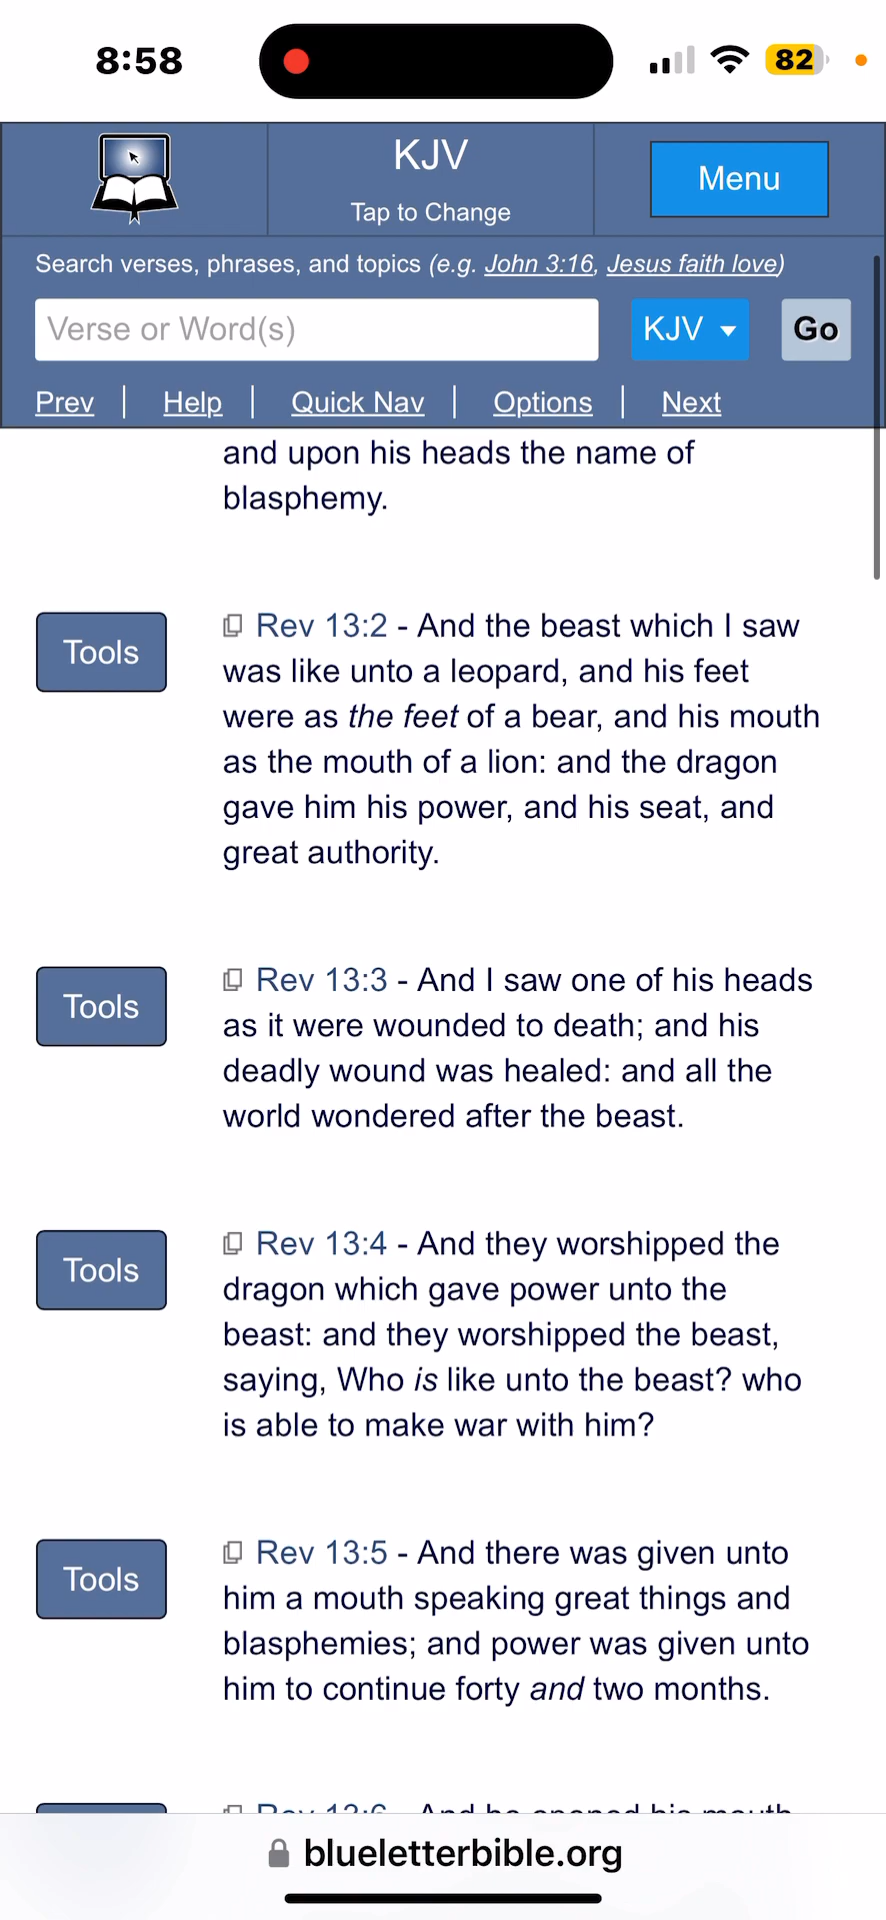 8:58
82
KJV
Tap to Change
Menu
Search verses, phrases, and topics (e.g. John 3:16, Jesus faith love)
Verse or Word(s)
KJV
Go
Prev | Help | Quick Nav | Options | Next
and upon his heads the name of
blasphemy.
Tools
Rev 13:2 - And the beast which I saw
was like unto a leopard, and his feet
were as the feet of a bear, and his mouth
as the mouth of a lion: and the dragon
gave him his power, and his seat, and
great authority.
Tools
Rev 13:3 - And I saw one of his heads
as it were wounded to death; and his
deadly wound was healed: and all the
world wondered after the beast.
Tools
Rev 13:4 - And they worshipped the
dragon which gave power unto the
beast: and they worshipped the beast,
saying, Who is like unto the beast? who
is able to make war with him?
Tools
Rev 13:5 - And there was given unto
him a mouth speaking great things and
blasphemies; and power was given unto
him to continue forty and two months.
Rev 13:6 - And he opened his mouth
blueletterbible.org